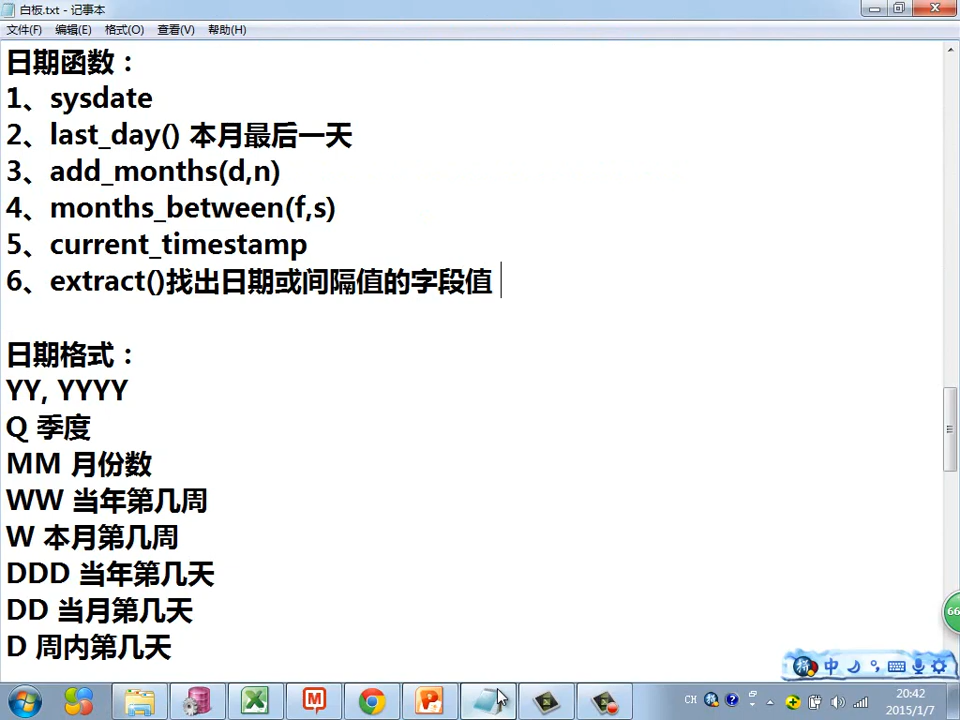 白板.txt - 记事本
文件(F) 编辑(E) 格式(O) 查看(V) 帮助(H)
日期函数：
1、sysdate
2、last_day() 本月最后一天
3、add_months(d,n)
4、months_between(f,s)
5、current_timestamp
6、extract()找出日期或间隔值的字段值
日期格式：
YY, YYYY
Q 季度
MM 月份数
WW 当年第几周
W 本月第几周
DDD 当年第几天
DD 当月第几天
D 周内第几天
66
中
CH
20:42
2015/1/7